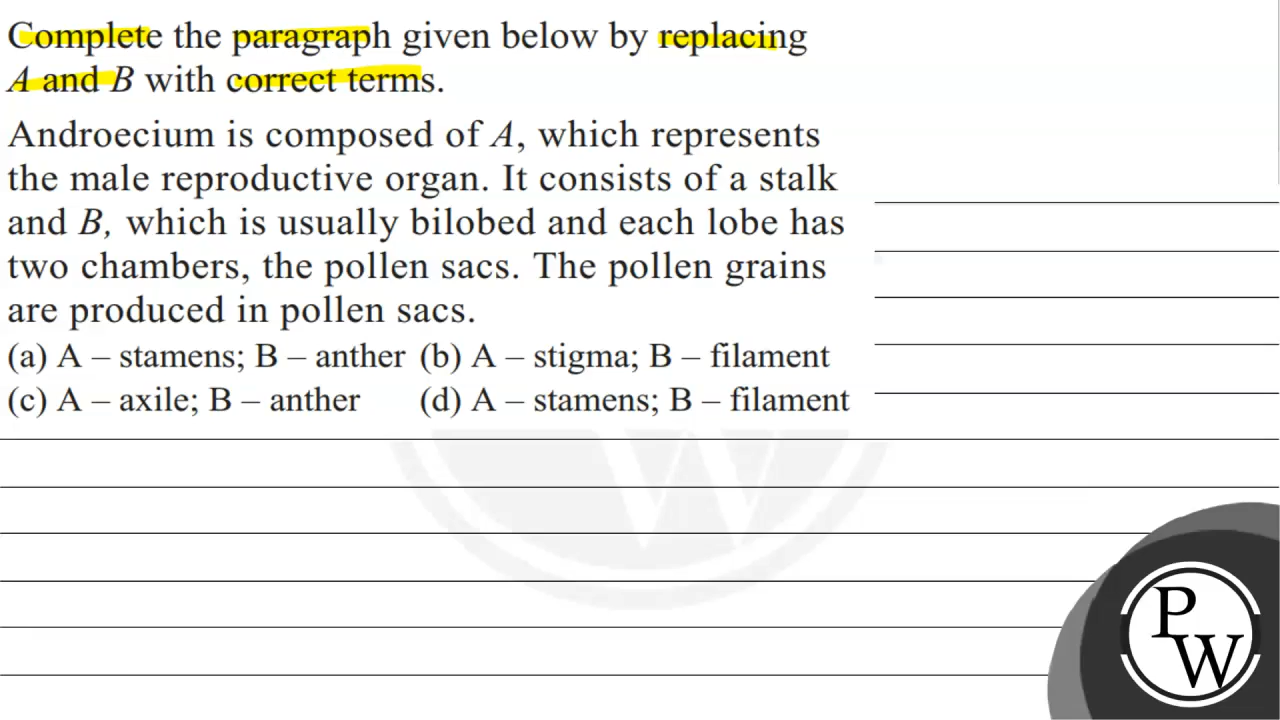 Complete the paragraph given below by replacing
A and B with correct terms.
Androecium is composed of A, which represents
the male reproductive organ. It consists of a stalk
and B, which is usually bilobed and each lobe has
two chambers, the pollen sacs. The pollen grains
are produced in pollen sacs.
(a) A – stamens; B – anther (b) A – stigma; B – filament
(c) A – axile; B – anther (d) A – stamens; B – filament
P
W